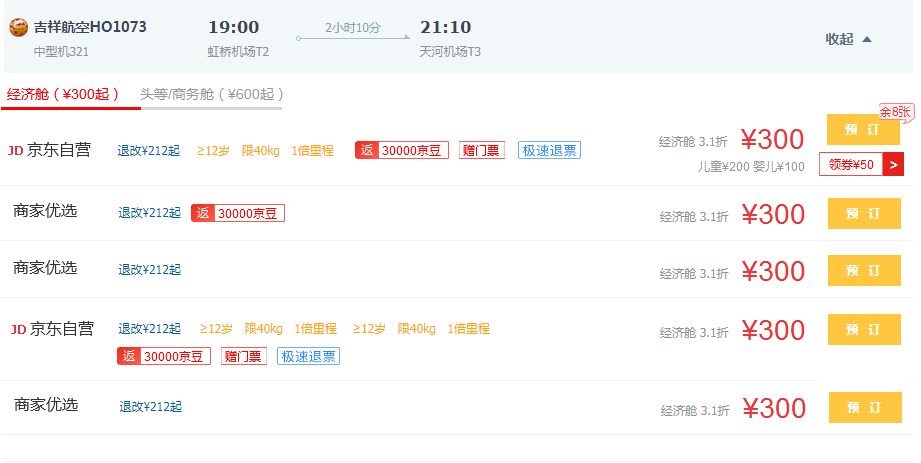 吉祥航空HO1073 19:00 2小时10分 21:10 收起
中型机321 虹桥机场T2 天河机场T3
经济舱（¥300起） 头等/商务舱（¥600起）
余8张
JD 京东自营 退改¥212起 ≥12岁 限40kg 1倍里程 返 30000京豆 赠门票 极速退票 经济舱 3.1折 ¥300 预 订
儿童¥200 婴儿¥100 领券¥50 >
商家优选 退改¥212起 返 30000京豆 经济舱 3.1折 ¥300 预 订
商家优选 退改¥212起 经济舱 3.1折 ¥300 预 订
JD 京东自营 退改¥212起 ≥12岁 限40kg 1倍里程 ≥12岁 限40kg 1倍里程 经济舱 3.1折 ¥300 预 订
返 30000京豆 赠门票 极速退票
商家优选 退改¥212起 经济舱 3.1折 ¥300 预 订